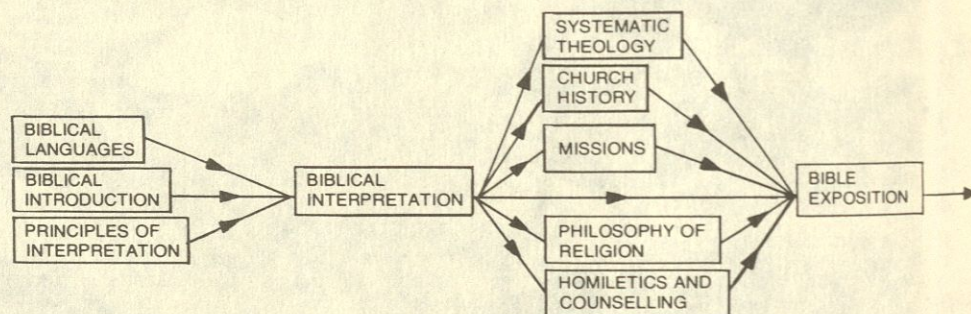 BIBLICAL
LANGUAGES
BIBLICAL
INTRODUCTION
PRINCIPLES OF
INTERPRETATION
BIBLICAL
INTERPRETATION
SYSTEMATIC
THEOLOGY
CHURCH
HISTORY
MISSIONS
PHILOSOPHY OF
RELIGION
HOMILETICS AND
COUNSELLING
BIBLE
EXPOSITION